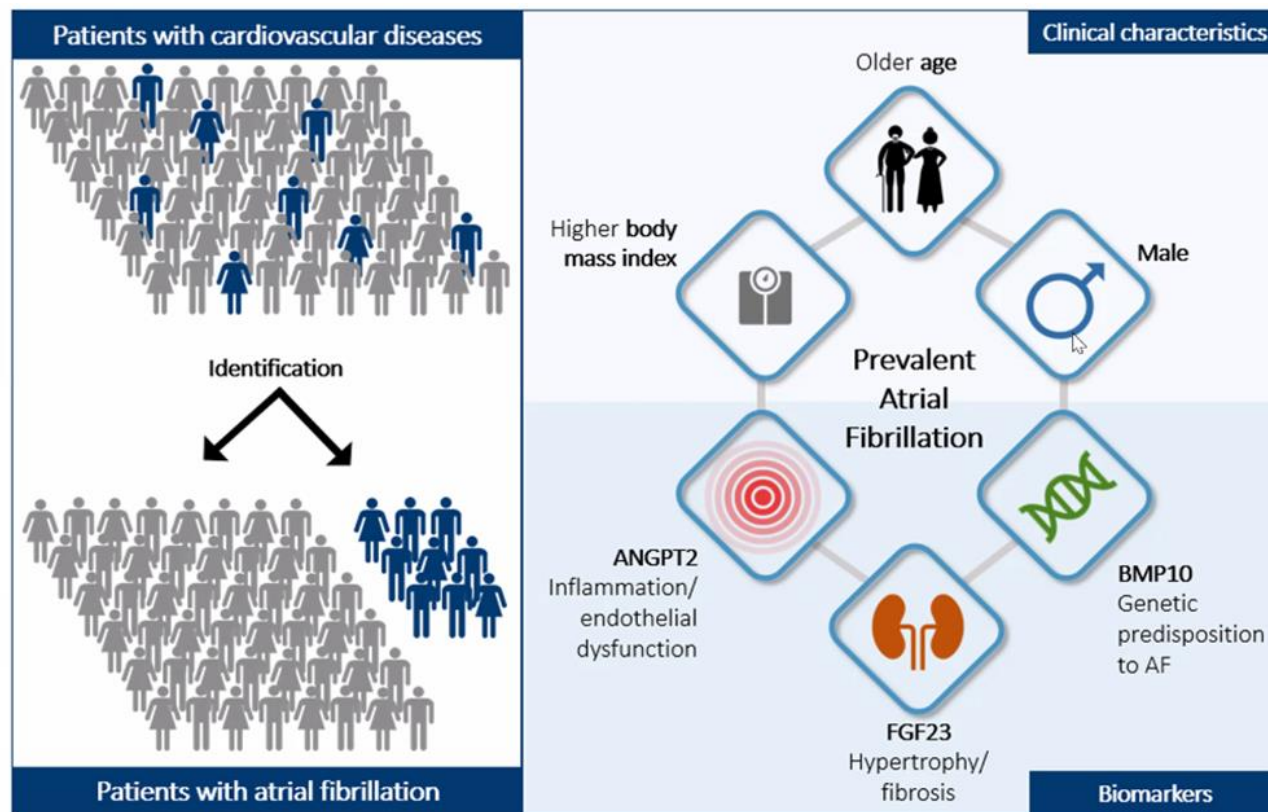 Patients with cardiovascular diseases
Identification
Patients with atrial fibrillation
Clinical characteristics
Older age
Higher body
mass index
Male
Prevalent
Atrial
Fibrillation
ANGPT2
Inflammation/
endothelial
dysfunction
BMP10
Genetic
predisposition
to AF
FGF23
Hypertrophy/
fibrosis
Biomarkers